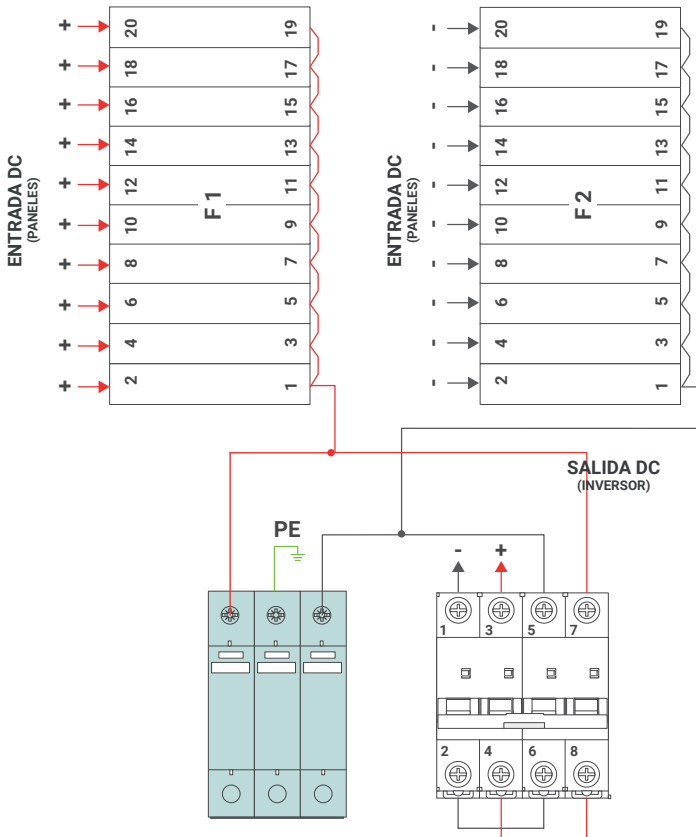 + 20 19
+ 18 17
+ 16 15
+ 14 13
+ 12 11
+ 10 9
+ 8 7
+ 6 5
+ 4 3
+ 2 1
ENTRADA DC
(PANELES)
F 1
- 20 19
- 18 17
- 16 15
- 14 13
- 12 11
- 10 9
- 8 7
- 6 5
- 4 3
- 2 1
ENTRADA DC
(PANELES)
F 2
SALIDA DC
(INVERSOR)
PE
- +
1 3 5 7
2 4 6 8